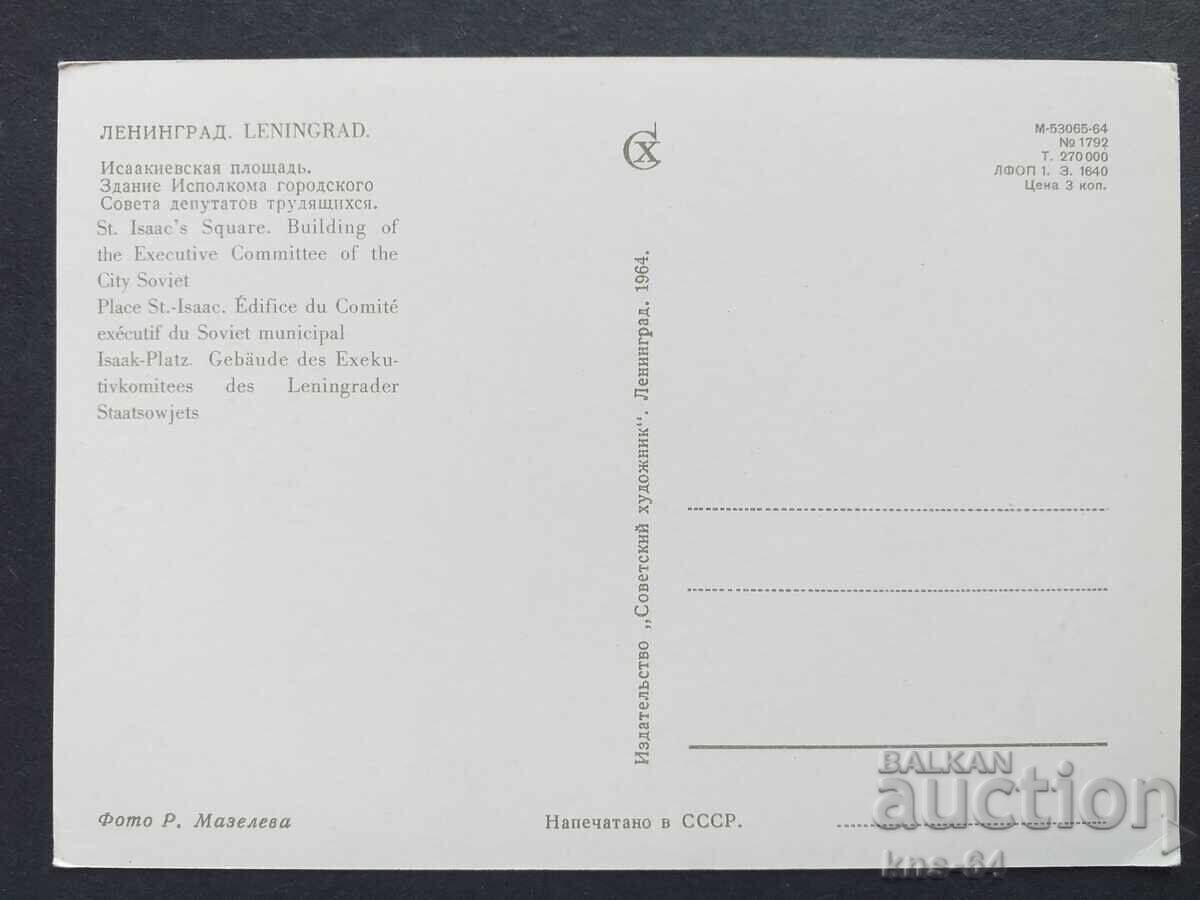 ЛЕНИНГРАД. LENINGRAD.
Исаакиевская площадь.
Здание Исполкома городского
Совета депутатов трудящихся.
St. Isaac's Square. Building of
the Executive Committee of the
City Soviet
Place St.-Isaac. Édifice du Comité
exécutif du Soviet municipal
Isaak-Platz. Gebäude des Exeku-
tivkomitees des Leningrader
Staatsowjets
Фото Р. Мазелева
СХ
Издательство „Советский художник“. Ленинград. 1964.
Напечатано в СССР.
М-53065-64
№ 1792
Т. 270 000
ЛФОП 1. З. 1640
Цена 3 коп.
BALKAN
auction
kns-64